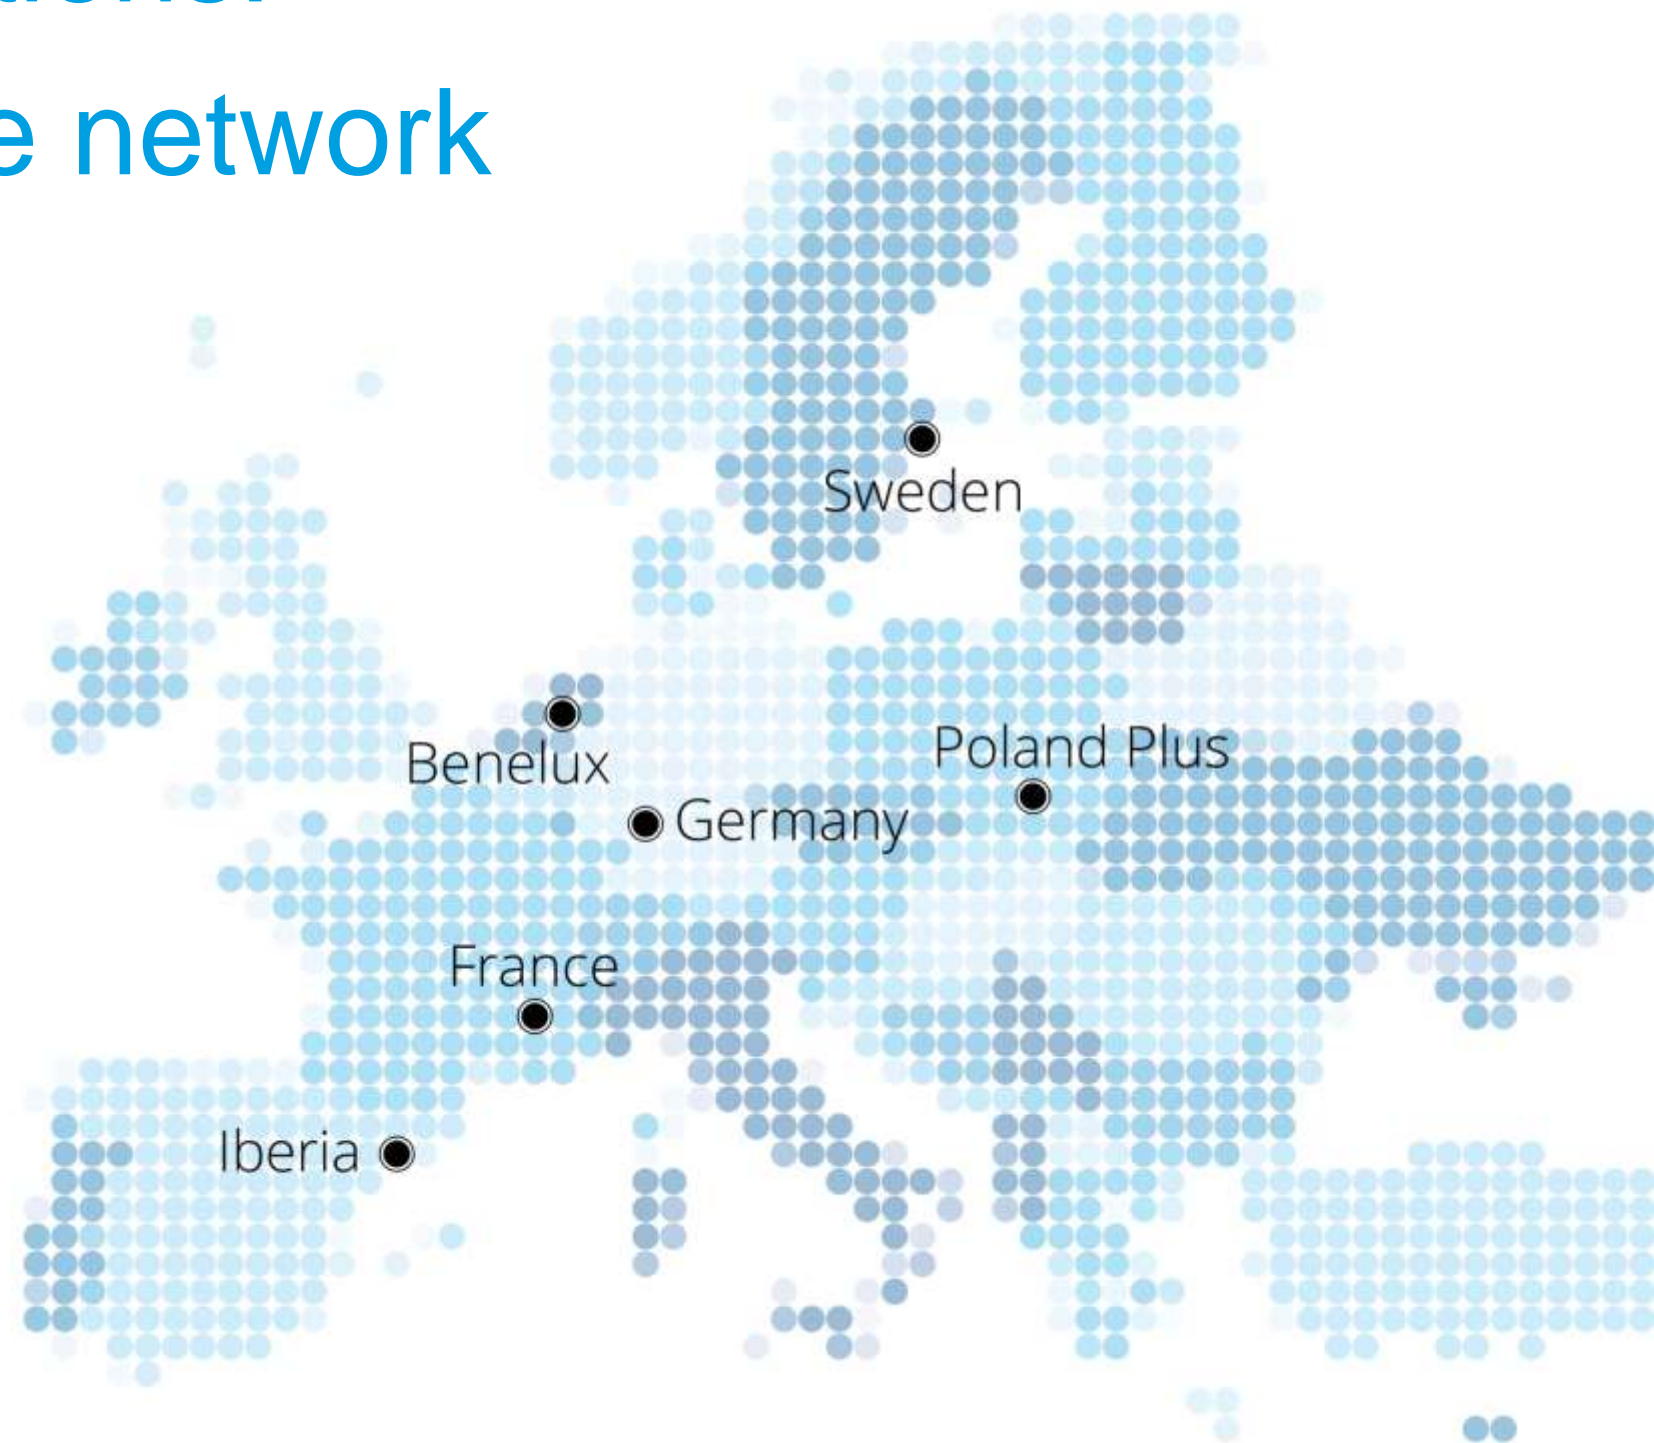 network
Sweden
Poland Plus
Benelux
Germany
France
Iberia